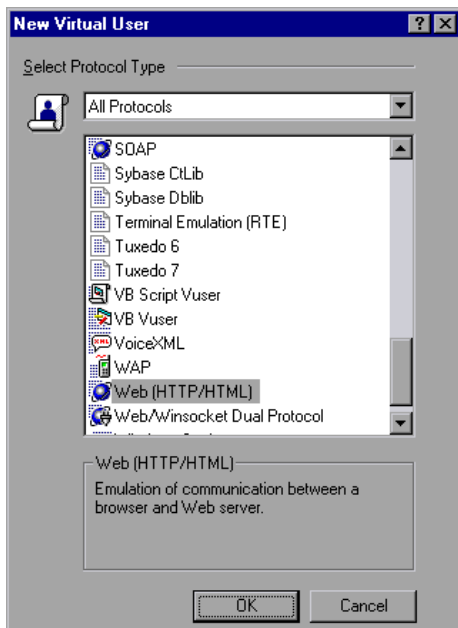 New Virtual User
Select Protocol Type
All Protocols
SOAP
Sybase CtLib
Sybase Dblib
Terminal Emulation (RTE)
Tuxedo 6
Tuxedo 7
VB Script Vuser
VB Vuser
VoiceXML
WAP
Web (HTTP/HTML)
Web/Winsocket Dual Protocol
Web (HTTP/HTML)
Emulation of communication between a
browser and Web server.
OK
Cancel